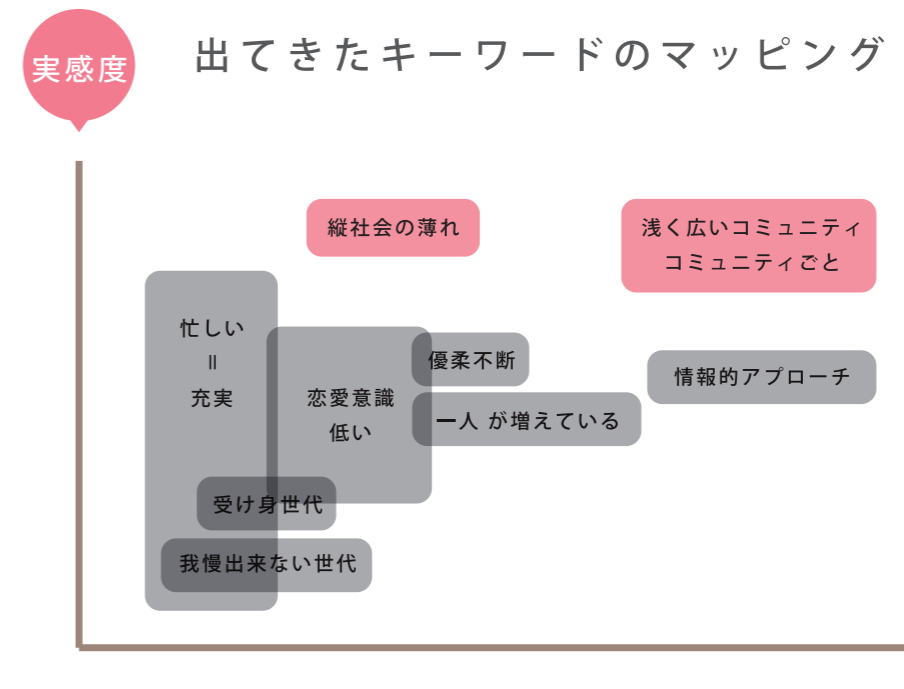 実感度
出てきたキーワードのマッピング
縦社会の薄れ
浅く広いコミュニティ
コミュニティごと
忙しい
＝
充実
恋愛意識
低い
優柔不断
一人 が増えている
情報的アプローチ
受け身世代
我慢出来ない世代